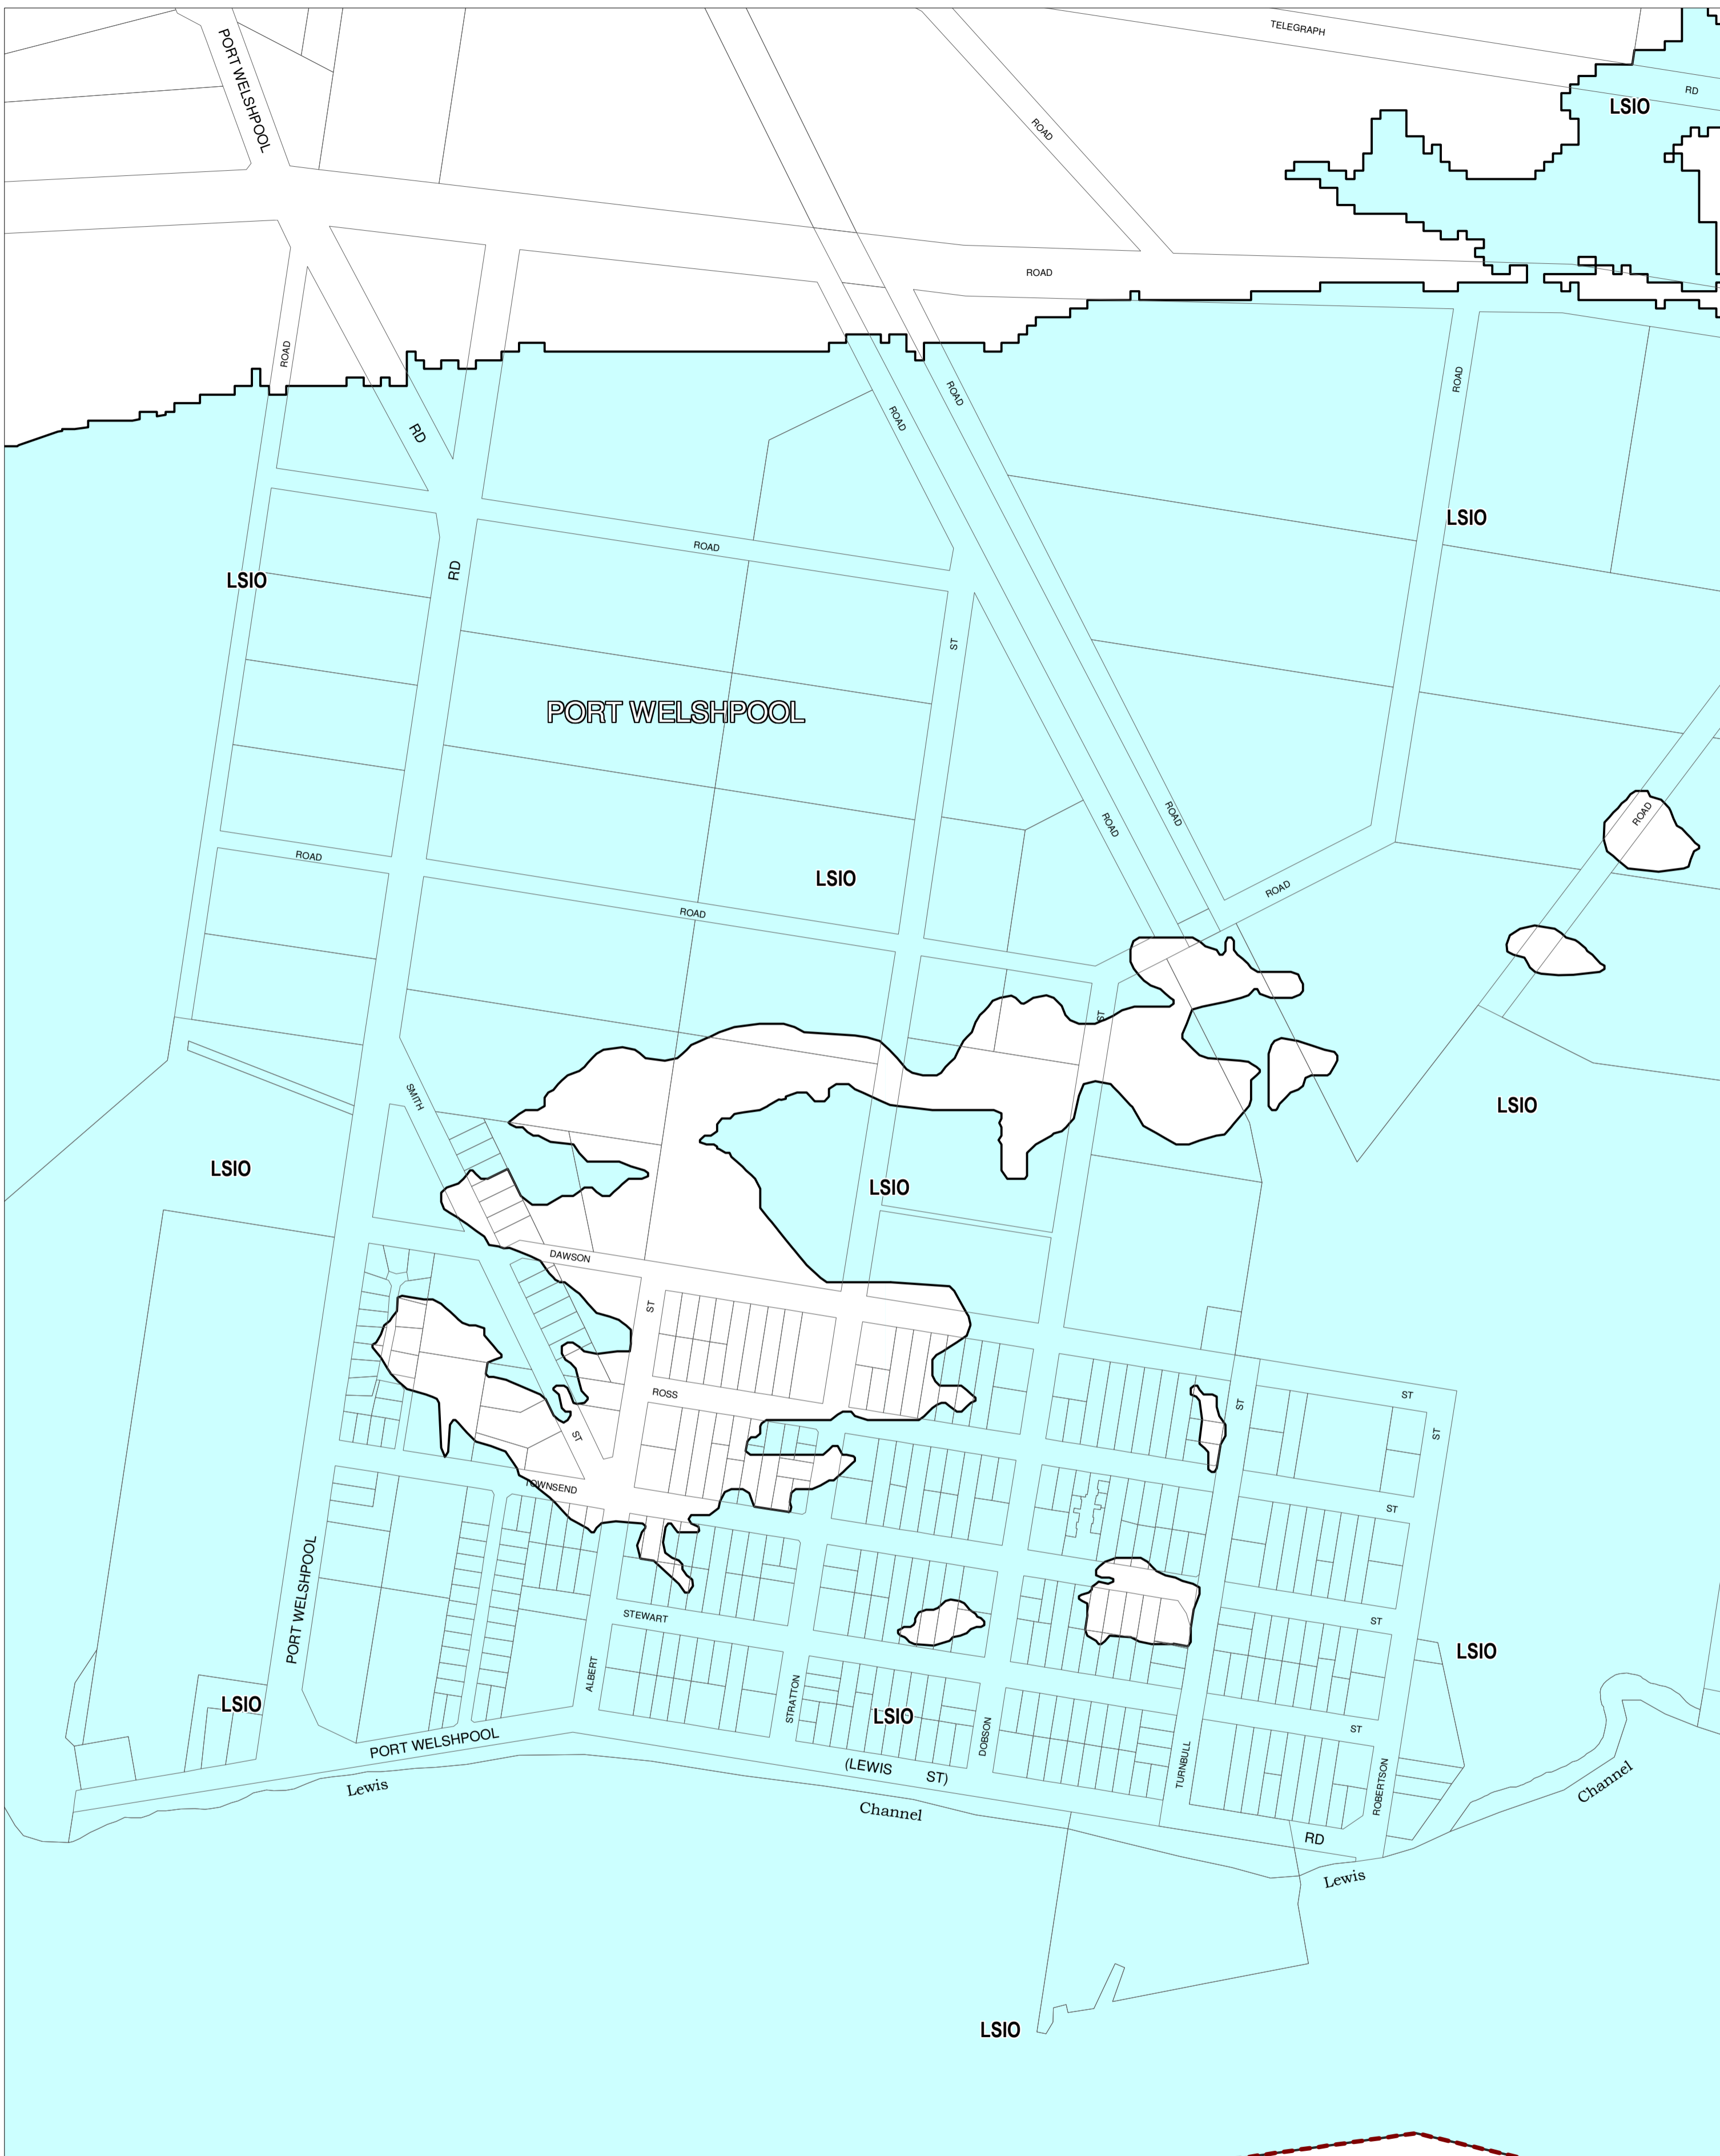 TELEGRAPH
PORT WELSHPOOL
RD
LSIO
ROAD
ROAD
ROAD
ROAD
ROAD
ROAD
RD
LSIO
ROAD
RD
LSIO
ST
PORT WELSHPOOL
ROAD
ROAD
ROAD
ROAD
LSIO
ROAD
ROAD
ST
SMITH
LSIO
LSIO
LSIO
DAWSON
ST
ROSS
ST
ST
ST
ST
TOWNSEND
ST
PORT WELSHPOOL
STEWART
ST
LSIO
ALBERT
STRATTON
LSIO
LSIO
ST
DOBSON
TURNBULL
ROBERTSON
PORT WELSHPOOL
(LEWIS ST)
Lewis
Channel
Channel
RD
Lewis
LSIO